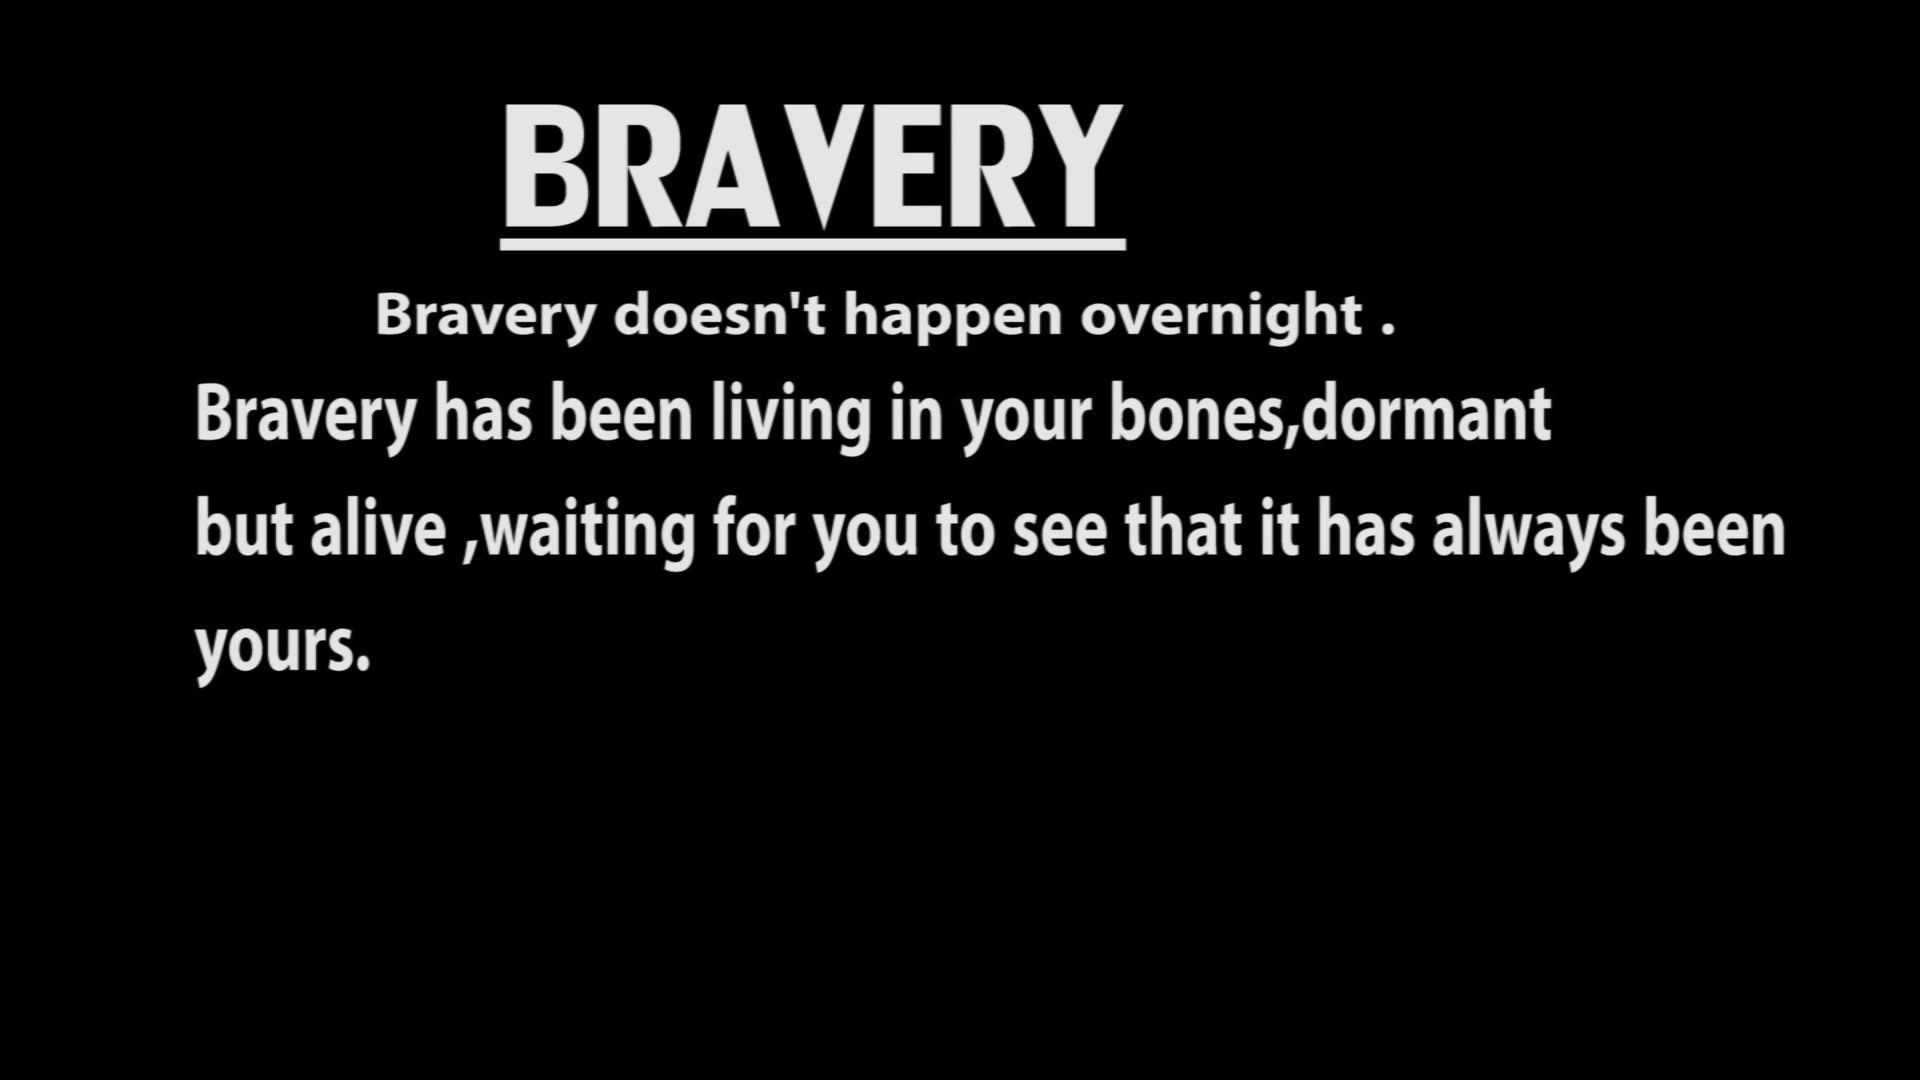 BRAVERY
Bravery doesn't happen overnight .
Bravery has been living in your bones,dormant
but alive ,waiting for you to see that it has always been
yours.